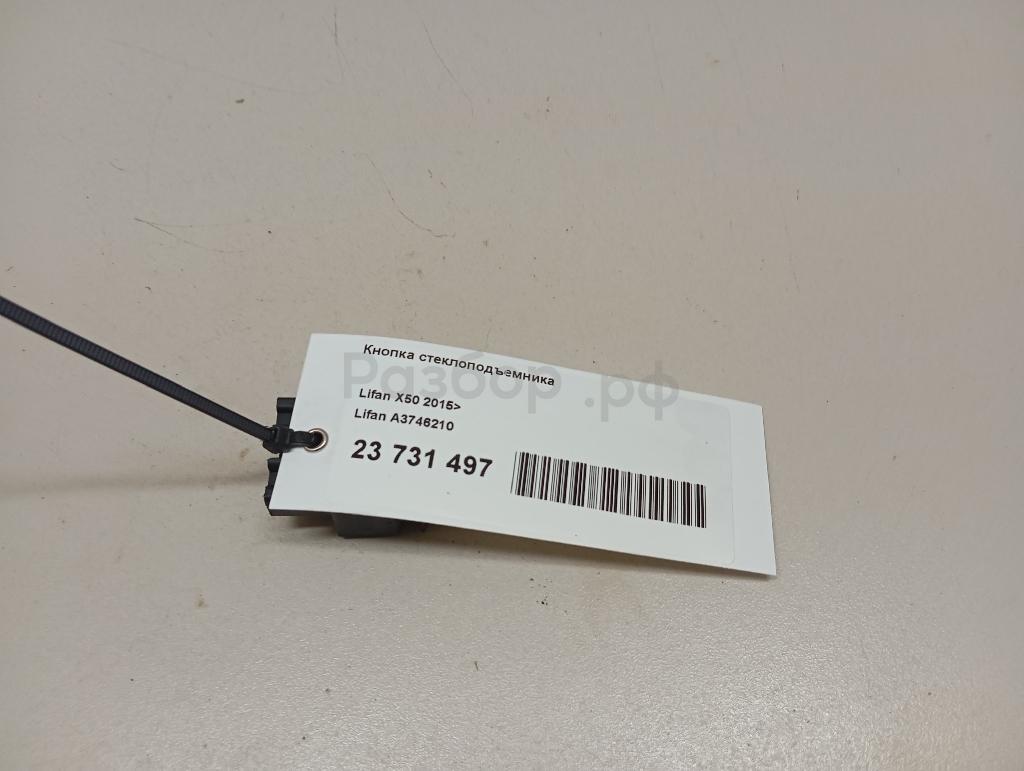 Кнопка стеклоподъемника
Разбор.рф
Lifan X50 2015>
Lifan A3746210
23 731 497